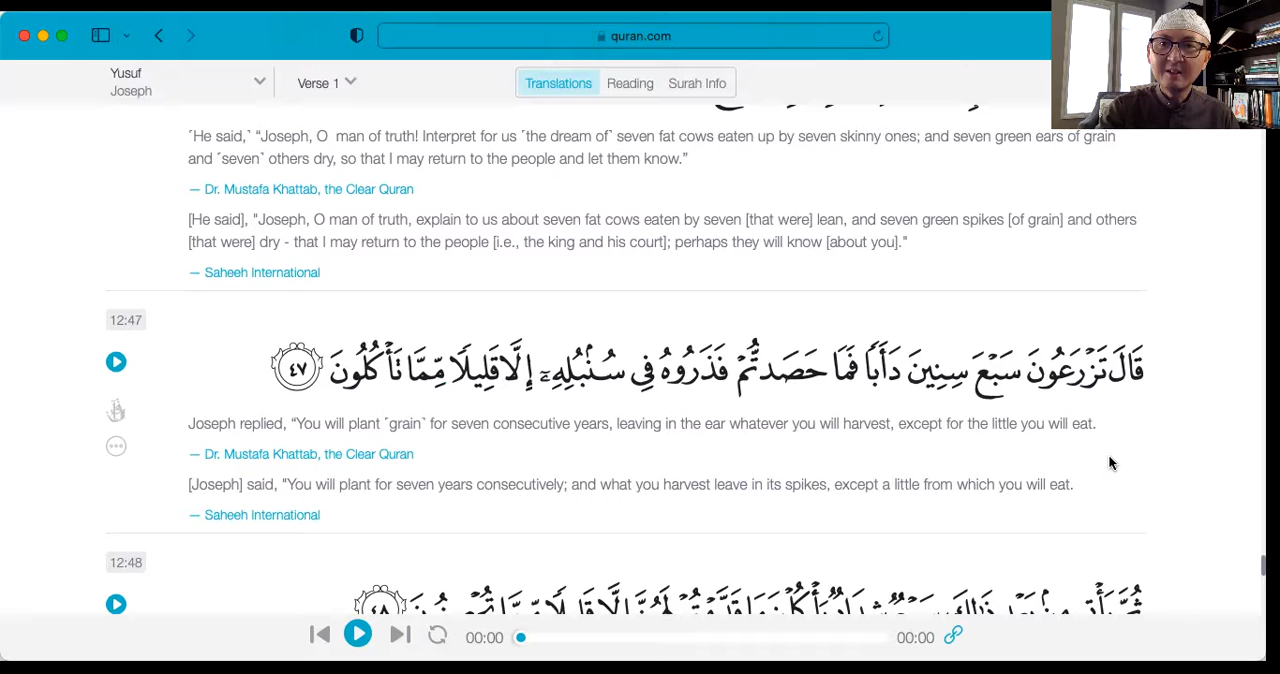 quran.com
Yusuf
Joseph
Verse 1
Translations Reading Surah Info
˹He said,˺ “Joseph, O man of truth! Interpret for us ˹the dream of˺ seven fat cows eaten up by seven skinny ones; and seven green ears of grain
and ˹seven˺ others dry, so that I may return to the people and let them know.”
— Dr. Mustafa Khattab, the Clear Quran
[He said], "Joseph, O man of truth, explain to us about seven fat cows eaten by seven [that were] lean, and seven green spikes [of grain] and others
[that were] dry - that I may return to the people [i.e., the king and his court]; perhaps they will know [about you]."
— Saheeh International
12:47
قَالَ تَزْرَعُونَ سَبْعَ سِنِينَ دَأَبًا فَمَا حَصَدتُّمْ فَذَرُوهُ فِى سُنۢبُلِهِۦٓ إِلَّا قَلِيلًا مِّمَّا تَأْكُلُونَ ٤٧
Joseph replied, “You will plant ˹grain˺ for seven consecutive years, leaving in the ear whatever you will harvest, except for the little you will eat.
— Dr. Mustafa Khattab, the Clear Quran
[Joseph] said, "You will plant for seven years consecutively; and what you harvest leave in its spikes, except a little from which you will eat.
— Saheeh International
12:48
00:00 00:00